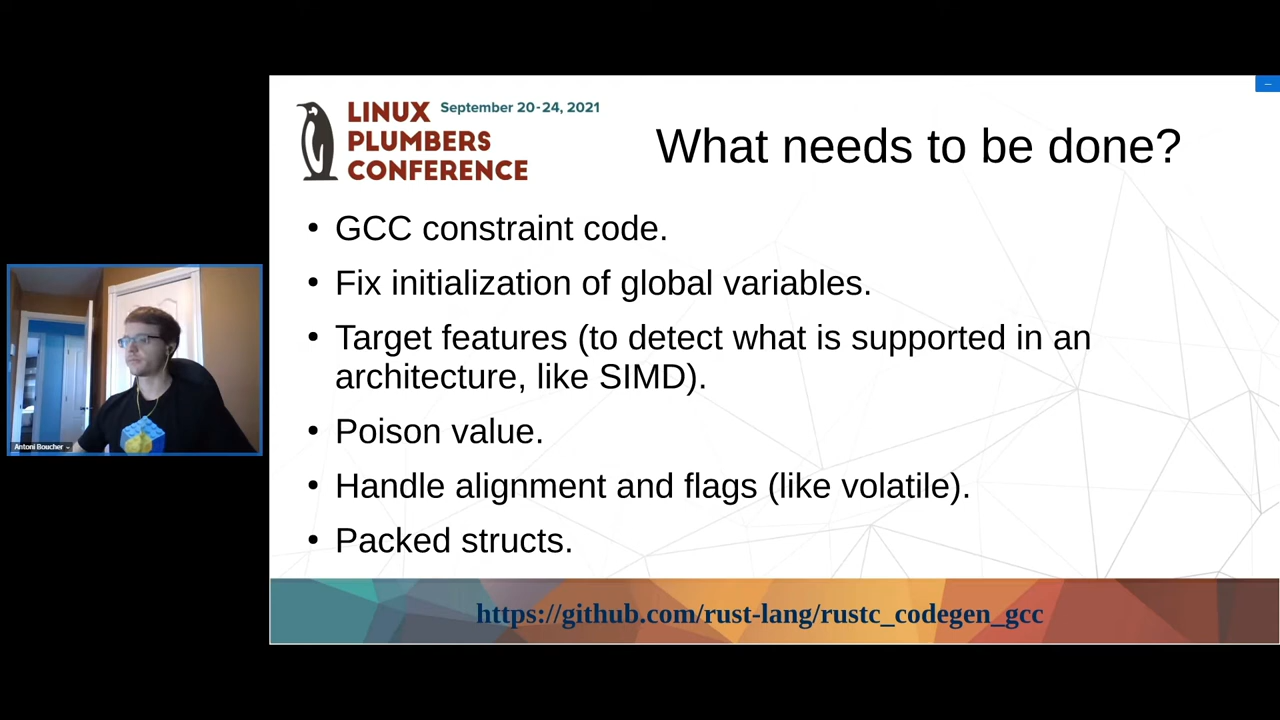 LINUX September 20-24, 2021
PLUMBERS
CONFERENCE
What needs to be done?
• GCC constraint code.
• Fix initialization of global variables.
• Target features (to detect what is supported in an
architecture, like SIMD).
• Poison value.
• Handle alignment and flags (like volatile).
• Packed structs.
Antoni Boucher
https://github.com/rust-lang/rustc_codegen_gcc